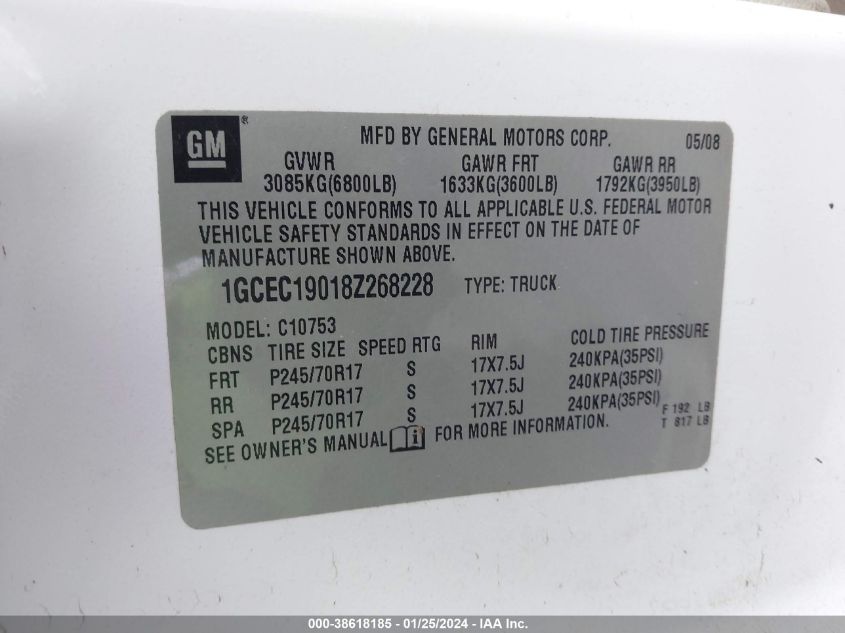 GM ®
MFD BY GENERAL MOTORS CORP. 05/08
GVWR GAWR FRT GAWR RR
3085KG(6800LB) 1633KG(3600LB) 1792KG(3950LB)
THIS VEHICLE CONFORMS TO ALL APPLICABLE U.S. FEDERAL MOTOR
VEHICLE SAFETY STANDARDS IN EFFECT ON THE DATE OF
MANUFACTURE SHOWN ABOVE.
1GCEC19018Z268228 TYPE: TRUCK
MODEL: C10753
CBNS TIRE SIZE SPEED RTG RIM COLD TIRE PRESSURE
FRT P245/70R17 S 17X7.5J 240KPA(35PSI)
RR P245/70R17 S 17X7.5J 240KPA(35PSI)
SPA P245/70R17 S 17X7.5J 240KPA(35PSI)
F 192 LB
T 817 LB
SEE OWNER'S MANUAL i FOR MORE INFORMATION.
000-38618185 - 01/25/2024 - IAA Inc.